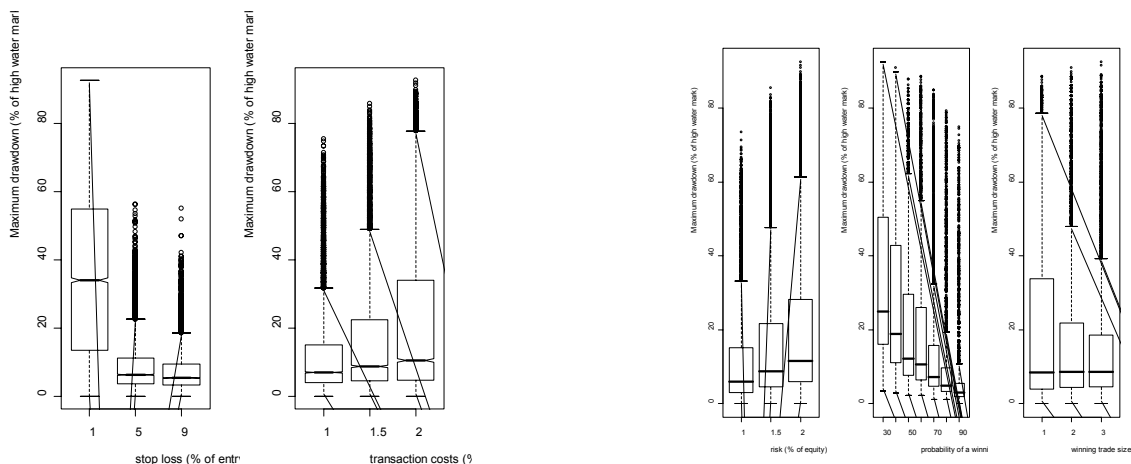 Maximum drawdown (% of high water marl
0 20 40 60 80
1 5 9
stop loss (% of entr
Maximum drawdown (% of high water marl
0 20 40 60 80
1 1.5 2
transaction costs (%
Maximum drawdown (% of high water mark)
0 20 40 60 80
1 1.5 2
risk (% of equity)
Maximum drawdown (% of high water mark)
0 20 40 60 80
30 50 70 90
probability of a winni
Maximum drawdown (% of high water mark)
0 20 40 60 80
1 2 3
winning trade size